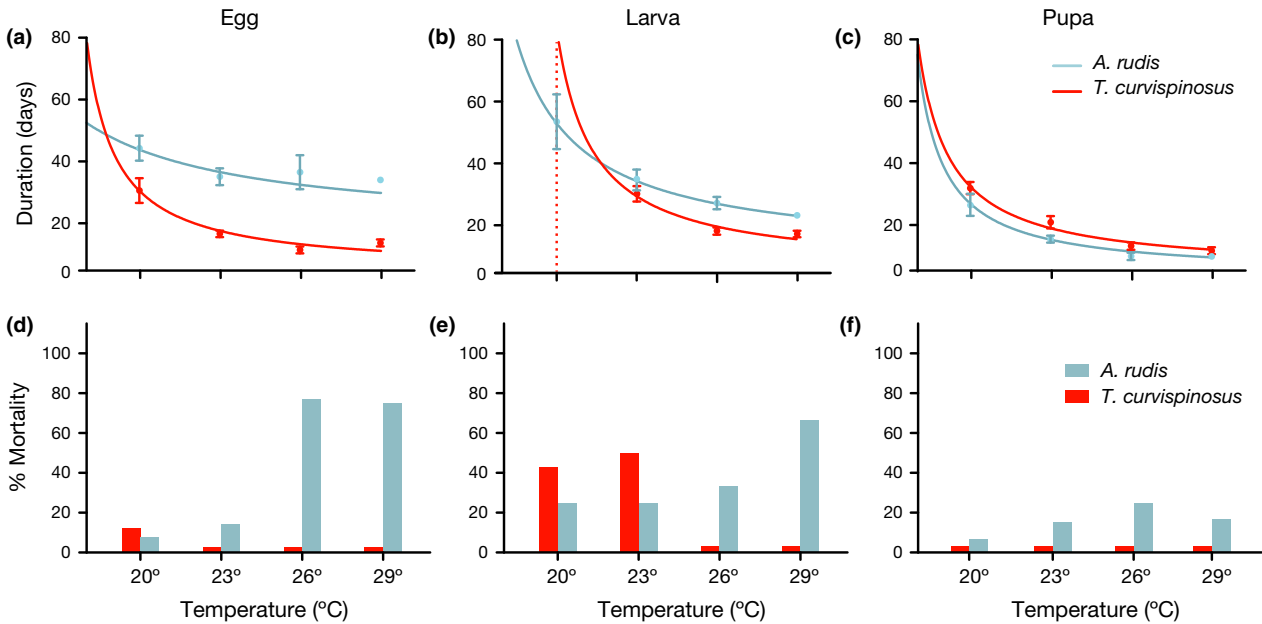 Egg
Larva
Pupa
(a)
(b)
(c)
80
60
40
20
0
80
60
40
20
0
80
60
40
20
0
Duration (days)
A. rudis
T. curvispinosus
(d)
(e)
(f)
100
80
60
40
20
0
100
80
60
40
20
0
100
80
60
40
20
0
% Mortality
A. rudis
T. curvispinosus
20º 23º 26º 29º
20º 23º 26º 29º
20º 23º 26º 29º
Temperature (ºC)
Temperature (ºC)
Temperature (ºC)